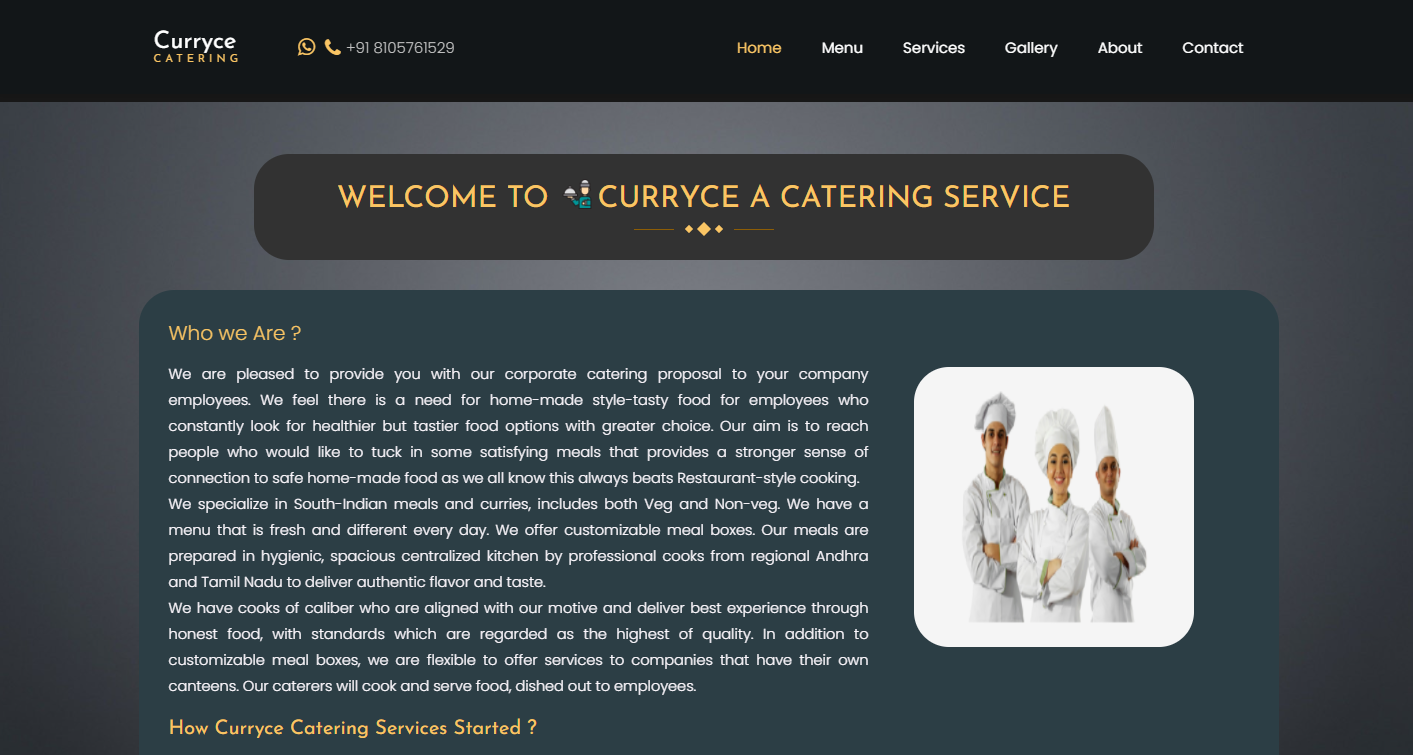 Curryce
CATERING
+91 8105761529
Home Menu Services Gallery About Contact
WELCOME TO CURRYCE A CATERING SERVICE
Who we Are ?
We are pleased to provide you with our corporate catering proposal to your company
employees. We feel there is a need for home-made style-tasty food for employees who
constantly look for healthier but tastier food options with greater choice. Our aim is to reach
people who would like to tuck in some satisfying meals that provides a stronger sense of
connection to safe home-made food as we all know this always beats Restaurant-style cooking.
We specialize in South-Indian meals and curries, includes both Veg and Non-veg. We have a
menu that is fresh and different every day. We offer customizable meal boxes. Our meals are
prepared in hygienic, spacious centralized kitchen by professional cooks from regional Andhra
and Tamil Nadu to deliver authentic flavor and taste.
We have cooks of caliber who are aligned with our motive and deliver best experience through
honest food, with standards which are regarded as the highest of quality. In addition to
customizable meal boxes, we are flexible to offer services to companies that have their own
canteens. Our caterers will cook and serve food, dished out to employees.
How Curryce Catering Services Started ?